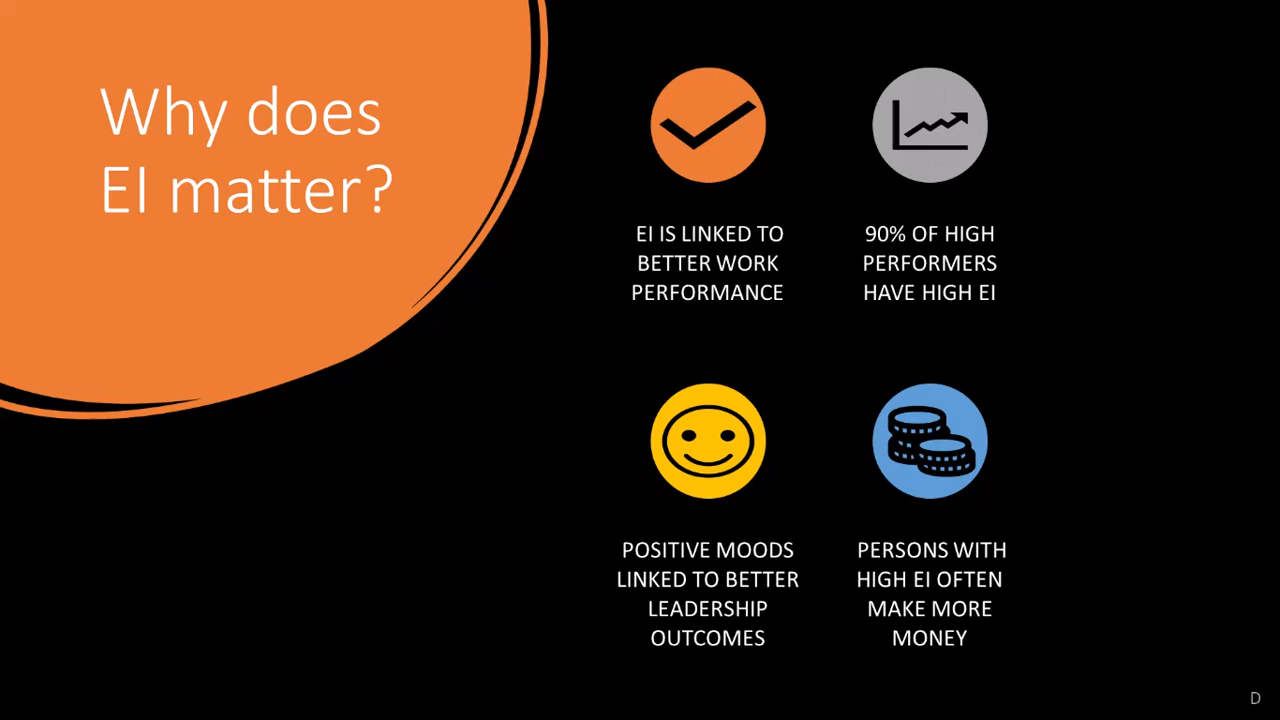 Why does
EI matter?
EI IS LINKED TO
BETTER WORK
PERFORMANCE
90% OF HIGH
PERFORMERS
HAVE HIGH EI
POSITIVE MOODS
LINKED TO BETTER
LEADERSHIP
OUTCOMES
PERSONS WITH
HIGH EI OFTEN
MAKE MORE
MONEY
D